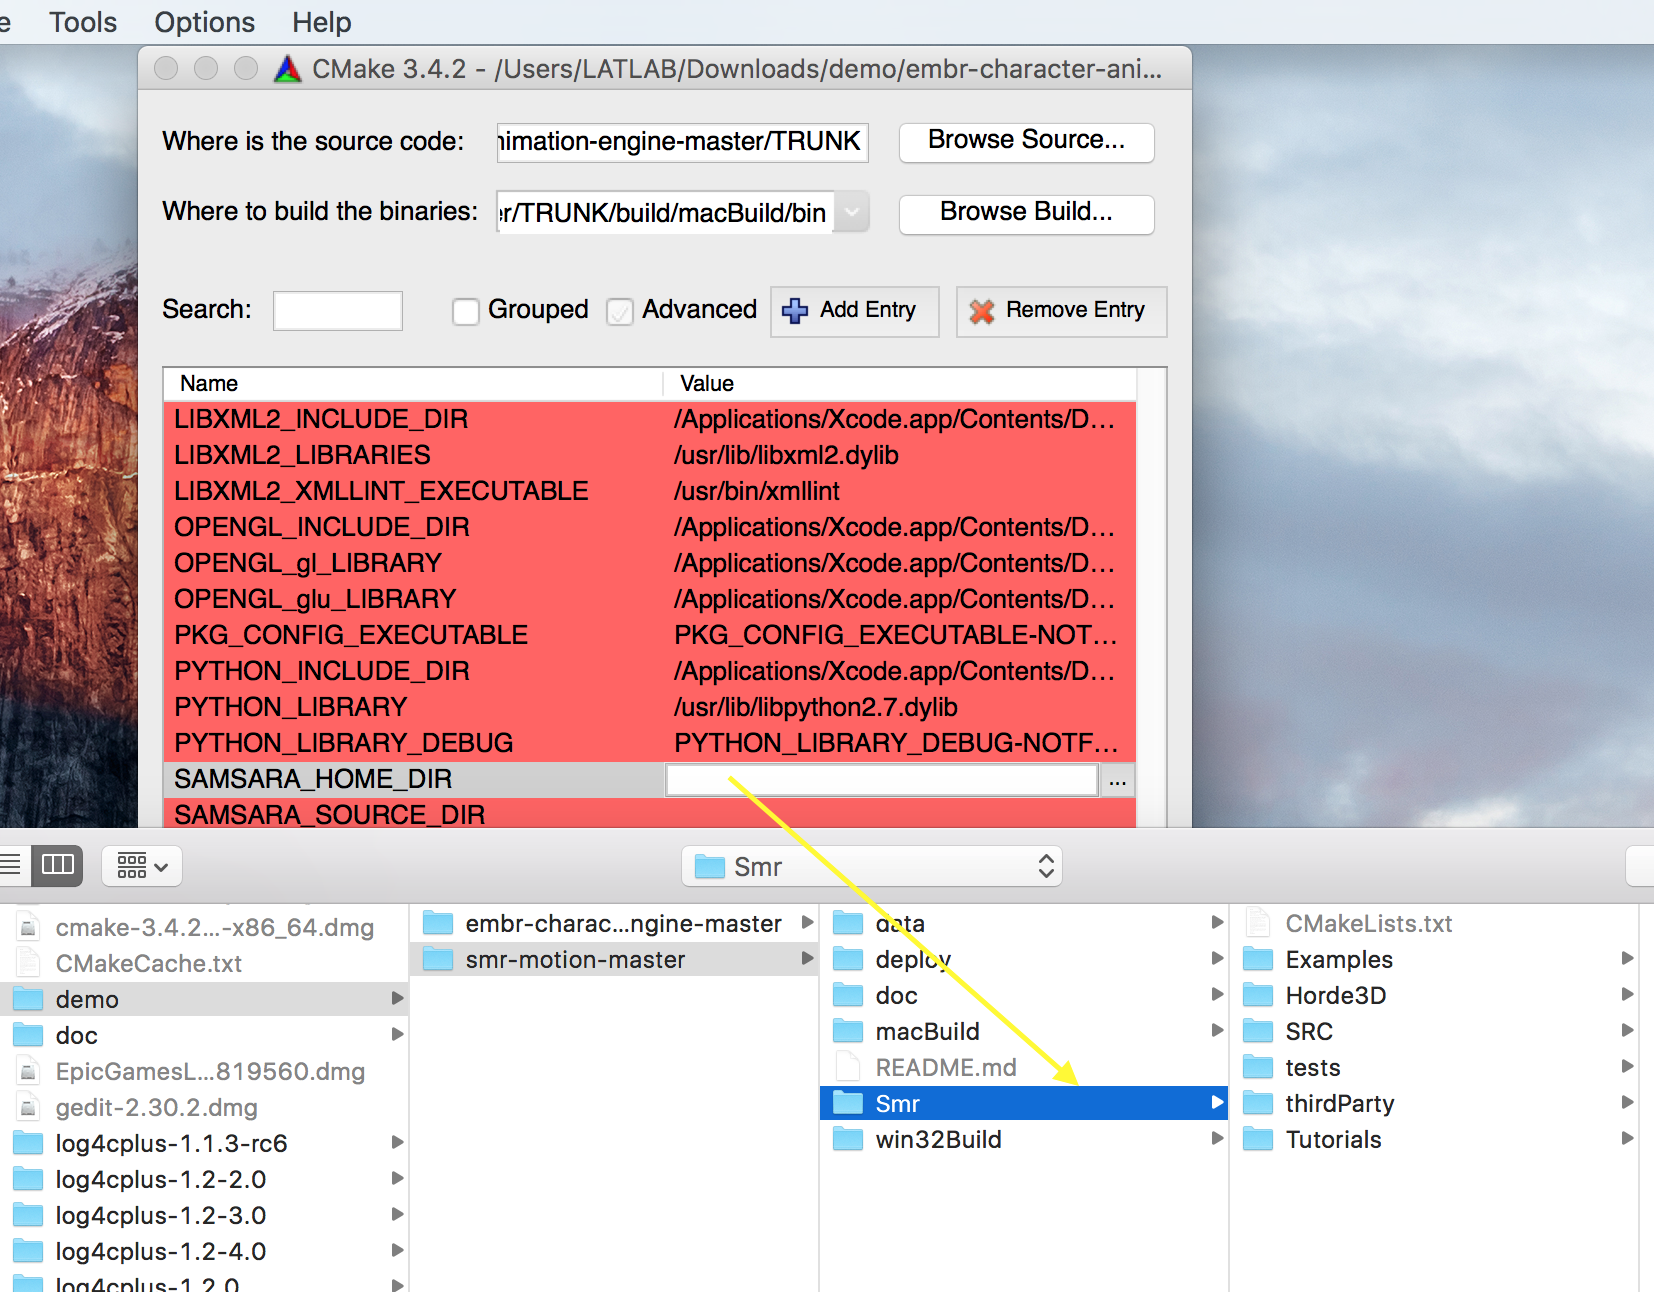 e Tools Options Help
CMake 3.4.2 - /Users/LATLAB/Downloads/demo/embr-character-ani...
Where is the source code: nimation-engine-master/TRUNK Browse Source...
Where to build the binaries: er/TRUNK/build/macBuild/bin Browse Build...
Search: Grouped Advanced Add Entry Remove Entry
Name Value
LIBXML2_INCLUDE_DIR /Applications/Xcode.app/Contents/D...
LIBXML2_LIBRARIES /usr/lib/libxml2.dylib
LIBXML2_XMLLINT_EXECUTABLE /usr/bin/xmllint
OPENGL_INCLUDE_DIR /Applications/Xcode.app/Contents/D...
OPENGL_gl_LIBRARY /Applications/Xcode.app/Contents/D...
OPENGL_glu_LIBRARY /Applications/Xcode.app/Contents/D...
PKG_CONFIG_EXECUTABLE PKG_CONFIG_EXECUTABLE-NOT...
PYTHON_INCLUDE_DIR /Applications/Xcode.app/Contents/D...
PYTHON_LIBRARY /usr/lib/libpython2.7.dylib
PYTHON_LIBRARY_DEBUG PYTHON_LIBRARY_DEBUG-NOTF...
SAMSARA_HOME_DIR ...
SAMSARA_SOURCE_DIR
Smr
cmake-3.4.2...-x86_64.dmg
CMakeCache.txt
demo
doc
EpicGamesL...819560.dmg
gedit-2.30.2.dmg
log4cplus-1.1.3-rc6
log4cplus-1.2-2.0
log4cplus-1.2-3.0
log4cplus-1.2-4.0
log4cplus-1.2.0
embr-charac...ngine-master
smr-motion-master
data
deploy
doc
macBuild
README.md
Smr
win32Build
CMakeLists.txt
Examples
Horde3D
SRC
tests
thirdParty
Tutorials